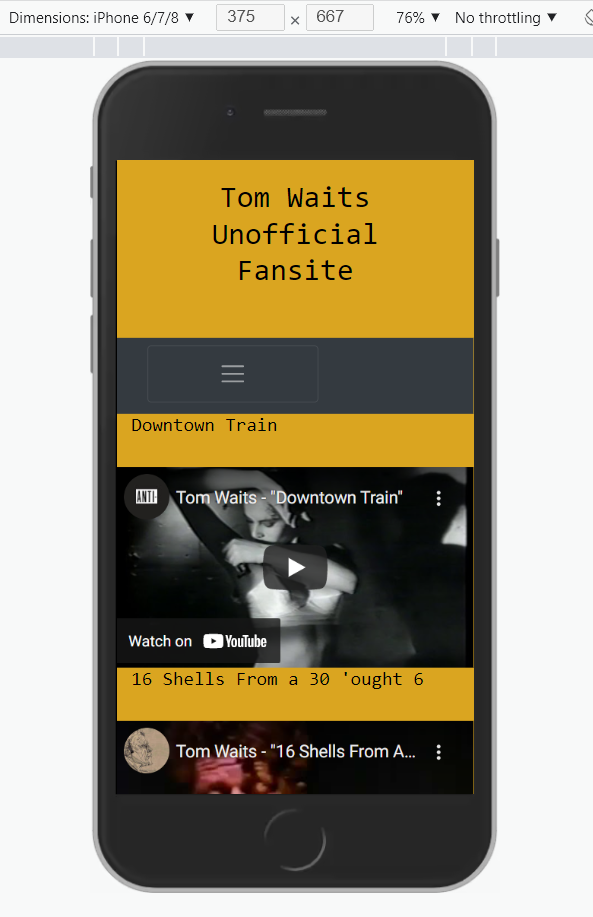 Dimensions: iPhone 6/7/8 ▼ 375 × 667 76% ▼ No throttling ▼
Tom Waits
Unofficial
Fansite
Downtown Train
ANTI-
Tom Waits - "Downtown Train"
Watch on YouTube
16 Shells From a 30 'ought 6
Tom Waits - "16 Shells From A...